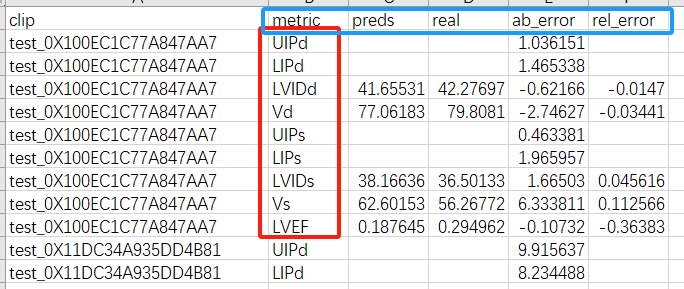 clip metric preds real ab_error rel_error
test_0X100EC1C77A847AA7 UIPd 1.036151
test_0X100EC1C77A847AA7 LIPd 1.465338
test_0X100EC1C77A847AA7 LVIDd 41.65531 42.27697 -0.62166 -0.0147
test_0X100EC1C77A847AA7 Vd 77.06183 79.8081 -2.74627 -0.03441
test_0X100EC1C77A847AA7 UIPs 0.463381
test_0X100EC1C77A847AA7 LIPs 1.965957
test_0X100EC1C77A847AA7 LVIDs 38.16636 36.50133 1.66503 0.045616
test_0X100EC1C77A847AA7 Vs 62.60153 56.26772 6.333811 0.112566
test_0X100EC1C77A847AA7 LVEF 0.187645 0.294962 -0.10732 -0.36383
test_0X11DC34A935DD4B81 UIPd 9.915637
test_0X11DC34A935DD4B81 LIPd 8.234488